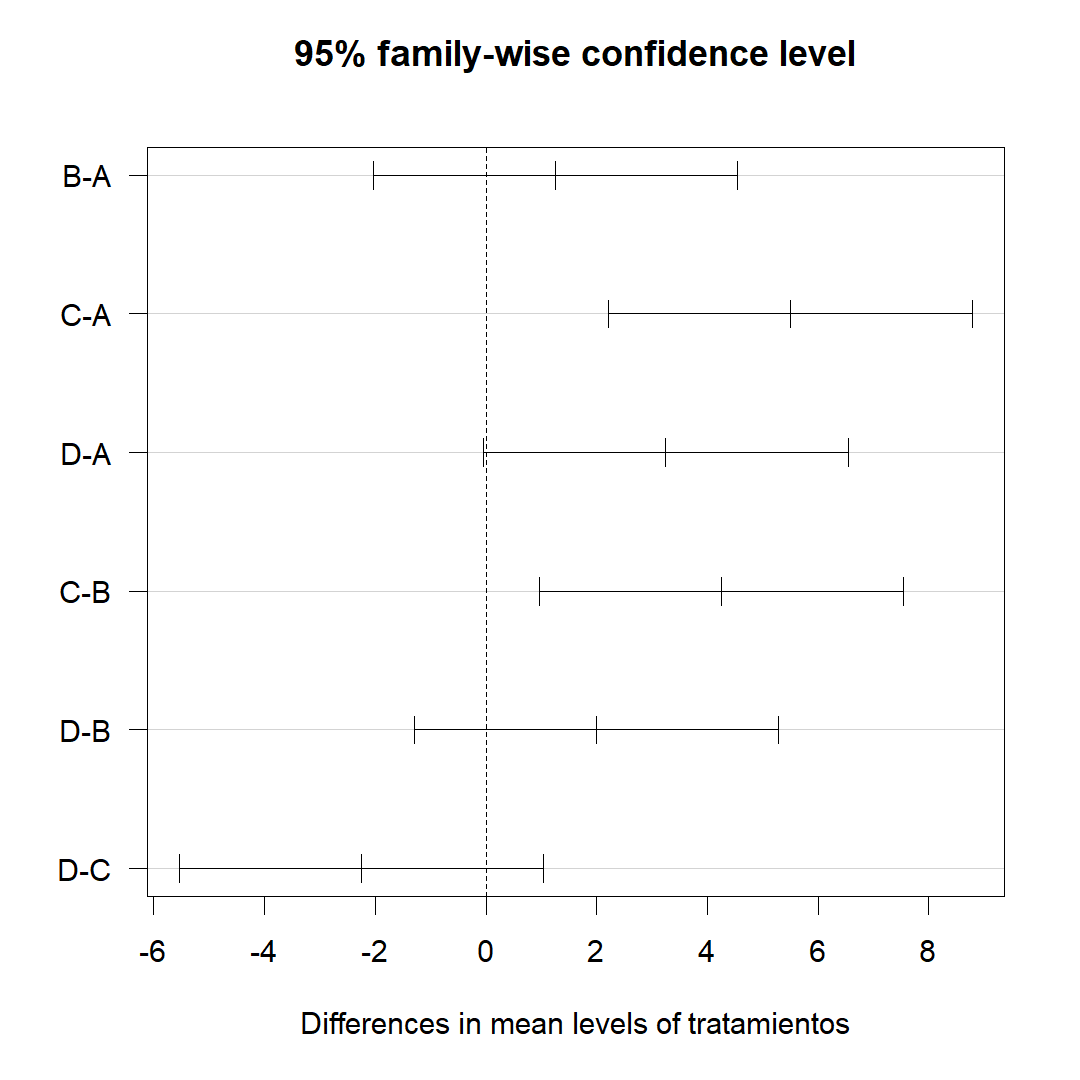 95% family-wise confidence level
B-A
C-A
D-A
C-B
D-B
D-C
-6 -4 -2 0 2 4 6 8
Differences in mean levels of tratamientos